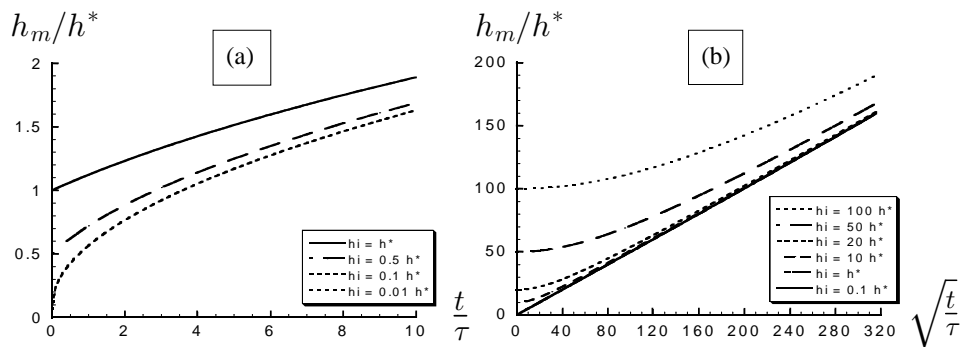 h_m/h*
(a)
2
1.5
1
0.5
0
0 2 4 6 8 10
t/τ
hi = h*
hi = 0.5 h*
hi = 0.1 h*
hi = 0.01 h*
h_m/h*
(b)
200
150
100
50
0
0 40 80 120 160 200 240 280 320
√t/τ
hi = 100 h*
hi = 50 h*
hi = 20 h*
hi = 10 h*
hi = h*
hi = 0.1 h*